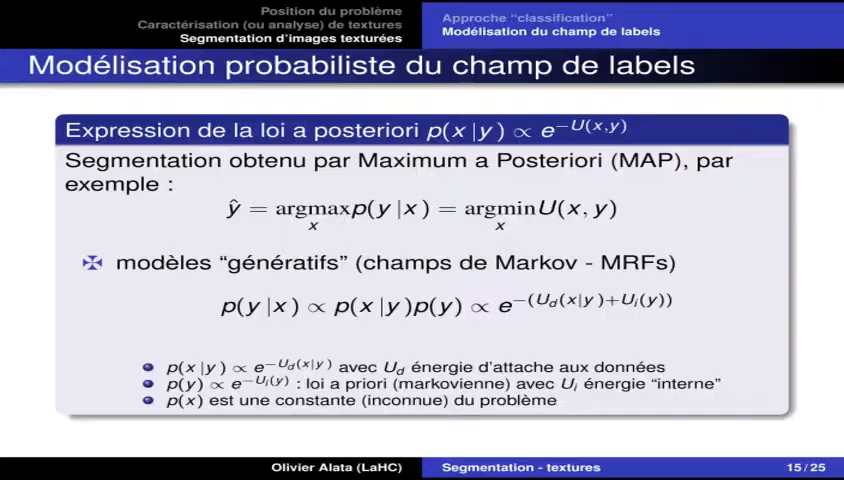 Position du problème
Caractérisation (ou analyse) de textures
Segmentation d'images texturées
Approche “classification”
Modélisation du champ de labels
Modélisation probabiliste du champ de labels
Expression de la loi a posteriori p(x|y) ∝ e^{−U(x,y)}
Segmentation obtenu par Maximum a Posteriori (MAP), par
exemple :
ŷ = argmax_x p(y|x) = argmin_x U(x, y)
✠ modèles “génératifs” (champs de Markov - MRFs)
p(y|x) ∝ p(x|y)p(y) ∝ e^{−(U_d(x|y)+U_i(y))}
p(x|y) ∝ e^{−U_d(x|y)} avec U_d énergie d'attache aux données
p(y) ∝ e^{−U_i(y)} : loi a priori (markovienne) avec U_i énergie “interne”
p(x) est une constante (inconnue) du problème
Olivier Alata (LaHC) Segmentation - textures 15 / 25